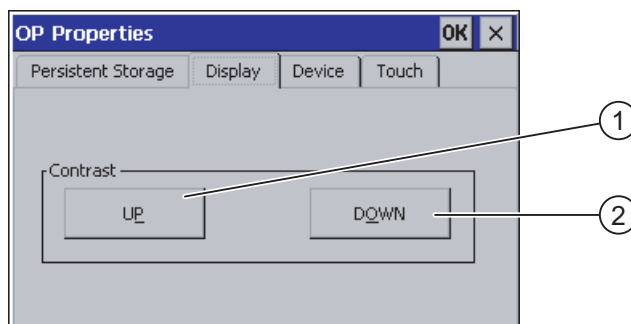 OP Properties OK ×
Persistent Storage Display Device Touch
1
Contrast
UP DOWN
2